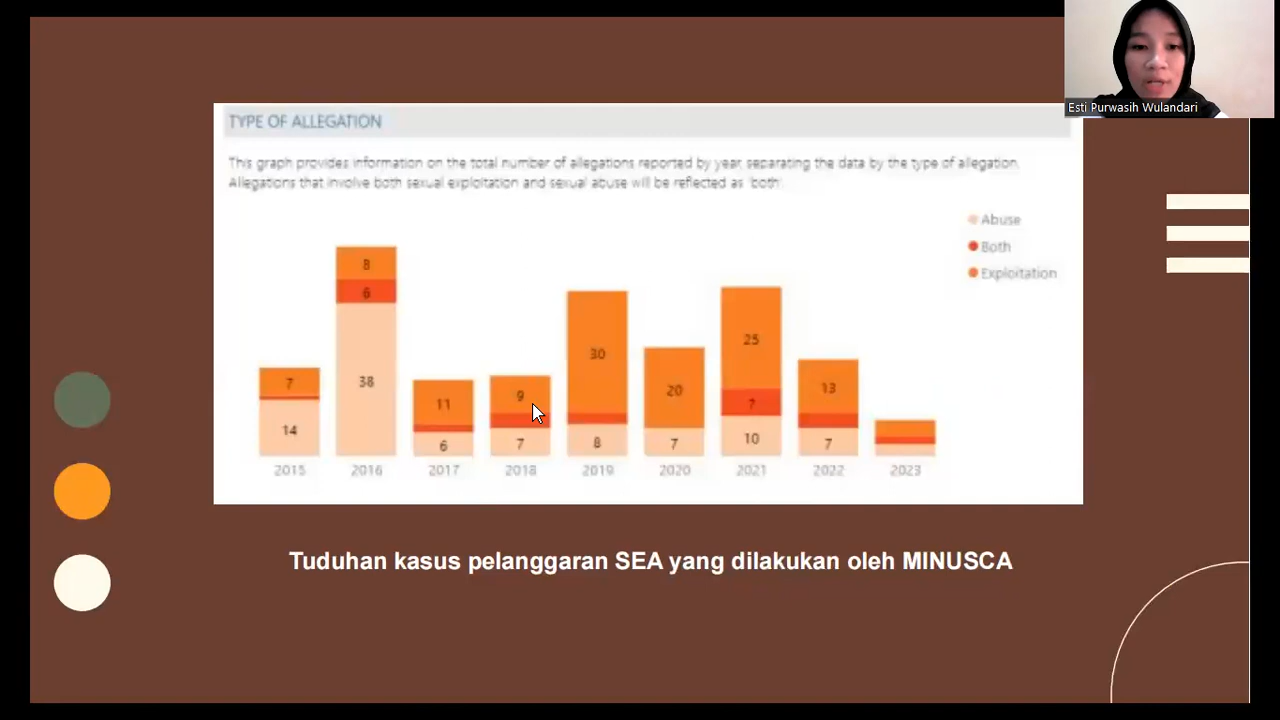 Esti Purwasih Wulandari
TYPE OF ALLEGATION
This graph provides information on the total number of allegations reported by year, separating the data by the type of allegation.
Allegations that involve both sexual exploitation and sexual abuse will be reflected as 'both'.
Abuse
Both
Exploitation
8
6
38
7
14
11
6
9
7
30
8
20
7
25
7
10
13
7
2015 2016 2017 2018 2019 2020 2021 2022 2023
Tuduhan kasus pelanggaran SEA yang dilakukan oleh MINUSCA